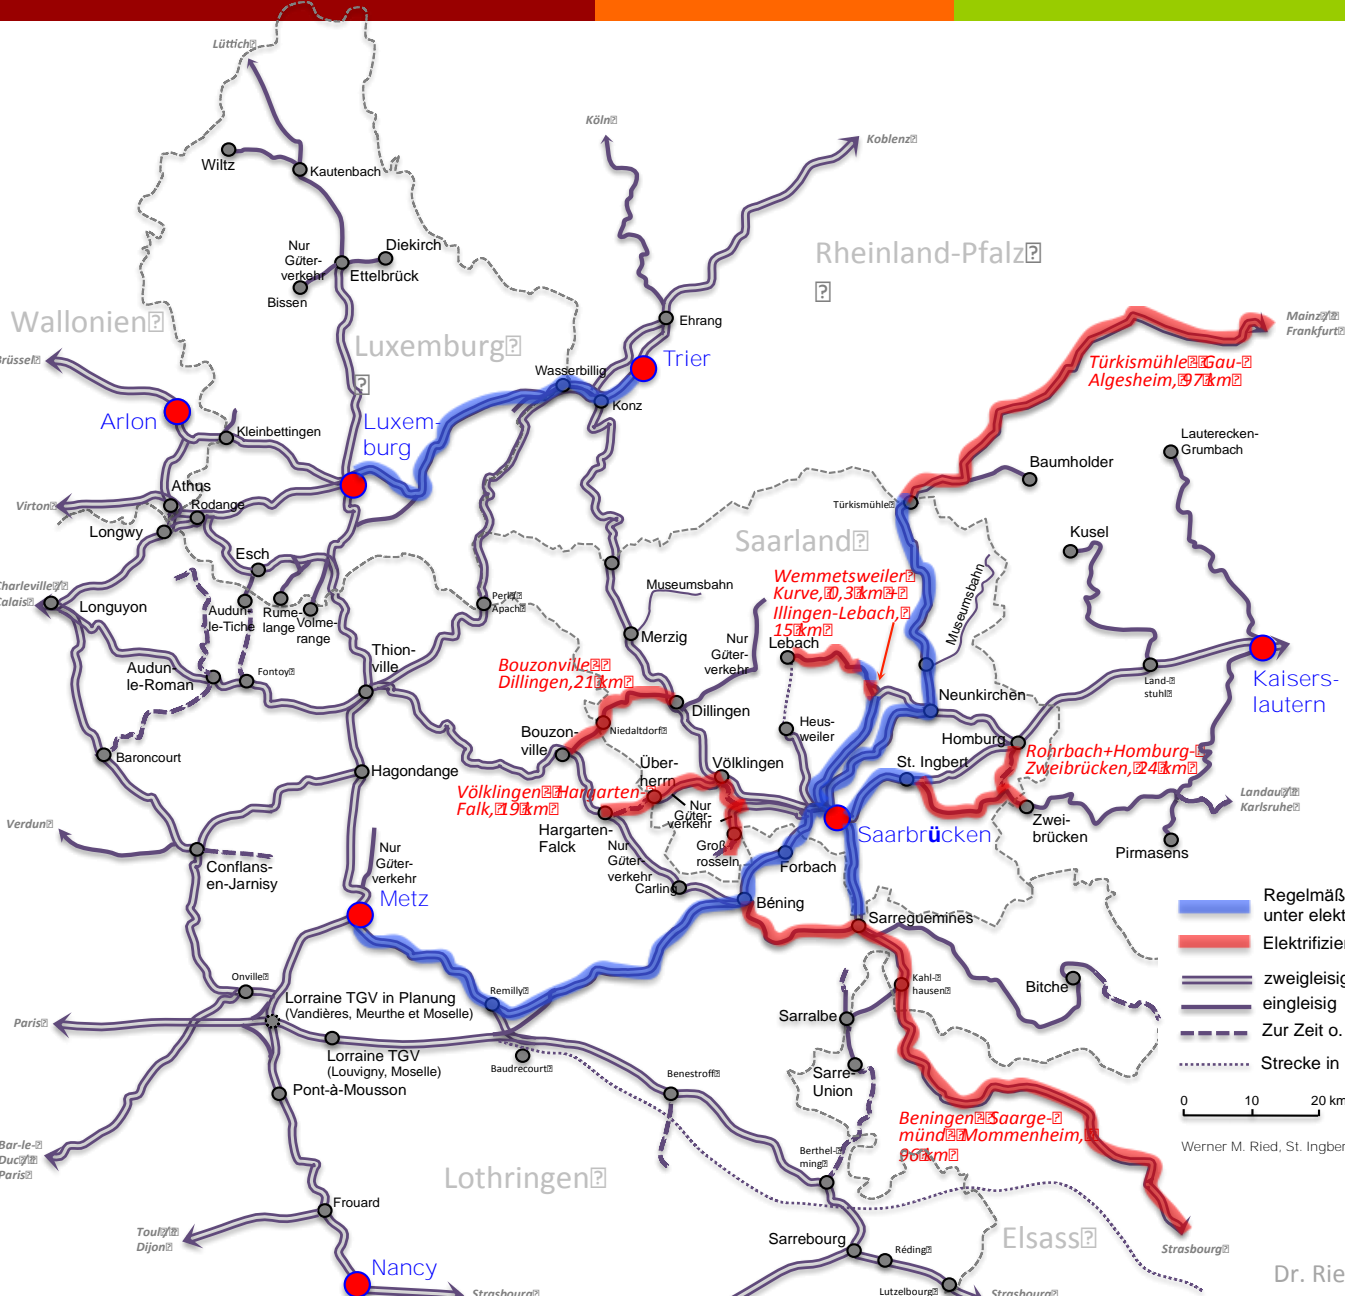 Lüttich
Köln
Koblenz
Wiltz
Kautenbach
Diekirch
Nur
Güter-
verkehr
Ettelbrück
Bissen
Rheinland-Pfalz
Wallonien
Luxemburg
Ehrang
Mainz/
Frankfurt
Brüssel
Wasserbillig
Trier
Türkismühle Gau-
Algesheim, 97 km
Konz
Arlon
Kleinbettingen
Luxem-
burg
Lauterecken-
Grumbach
Baumholder
Athus
Rodange
Virton
Türkismühle
Longwy
Saarland
Kusel
Esch
Museumsbahn
Charleville/
Calais
Longuyon
Audun-
le-Tiche
Rume-
lange
Volme-
range
Perl/
Apach
Museumsbahn
Wemmetsweiler
Kurve, 0,3 km +
Illingen-Lebach,
15 km
Merzig
Nur
Güter-
verkehr
Lebach
Thion-
ville
Audun-
le-Roman
Fontoy
Bouzonville
Dillingen, 21 km
Land-
stuhl
Kaisers-
lautern
Neunkirchen
Dillingen
Niedaltdorf
Bouzon-
ville
Heus-
weiler
Homburg
Rohrbach+Homburg-
Zweibrücken, 24 km
Baroncourt
Hagondange
Über-
herrn
Völklingen
St. Ingbert
Völklingen Hargarten-
Falk, 19 km
Landau/
Karlsruhe
Nur
Güter-
verkehr
Zwei-
brücken
Verdun
Hargarten-
Falck
Saarbrücken
Pirmasens
Nur
Güter-
verkehr
Nur
Güter-
verkehr
Groß-
rosseln
Forbach
Conflans-
en-Jarnisy
Carling
Metz
Béning
Sarreguemines
Regelmäß
unter elekt
Elektrifizier
zweigleisig
eingleisig
Zur Zeit o.
Strecke in
0 10 20 km
Werner M. Ried, St. Ingber
Onville
Remilly
Kahl-
hausen
Bitche
Lorraine TGV in Planung
(Vandières, Meurthe et Moselle)
Paris
Sarralbe
Lorraine TGV
(Louvigny, Moselle)
Baudrecourt
Benestroff
Sarre-
Union
Pont-à-Mousson
Beningen Saarge-
münd Mommenheim,
96 km
Bar-le-
Duc/
Paris
Berthel-
ming
Lothringen
Frouard
Toul/
Dijon
Sarrebourg
Réding
Elsass
Strasbourg
Nancy
Strasbourg
Lutzelbourg
Strasbourg
Dr. Rie